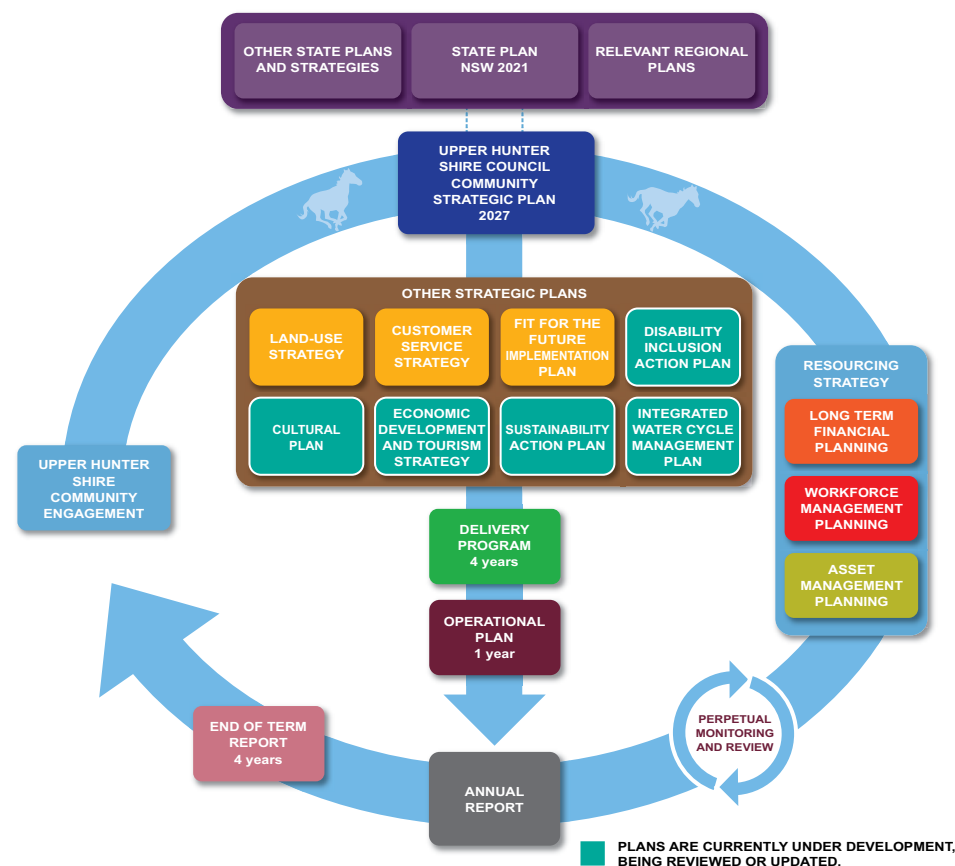 OTHER STATE PLANS
AND STRATEGIES
STATE PLAN
NSW 2021
RELEVANT REGIONAL
PLANS
UPPER HUNTER
SHIRE COUNCIL
COMMUNITY
STRATEGIC PLAN
2027
OTHER STRATEGIC PLANS
LAND-USE
STRATEGY
CUSTOMER
SERVICE
STRATEGY
FIT FOR THE
FUTURE
IMPLEMENTATION
PLAN
DISABILITY
INCLUSION
ACTION PLAN
CULTURAL
PLAN
ECONOMIC
DEVELOPMENT
AND TOURISM
STRATEGY
SUSTAINABILITY
ACTION PLAN
INTEGRATED
WATER CYCLE
MANAGEMENT
PLAN
RESOURCING
STRATEGY
LONG TERM
FINANCIAL
PLANNING
WORKFORCE
MANAGEMENT
PLANNING
ASSET
MANAGEMENT
PLANNING
UPPER HUNTER
SHIRE
COMMUNITY
ENGAGEMENT
DELIVERY
PROGRAM
4 years
OPERATIONAL
PLAN
1 year
PERPETUAL
MONITORING
AND REVIEW
END OF TERM
REPORT
4 years
ANNUAL
REPORT
PLANS ARE CURRENTLY UNDER DEVELOPMENT,
BEING REVIEWED OR UPDATED.